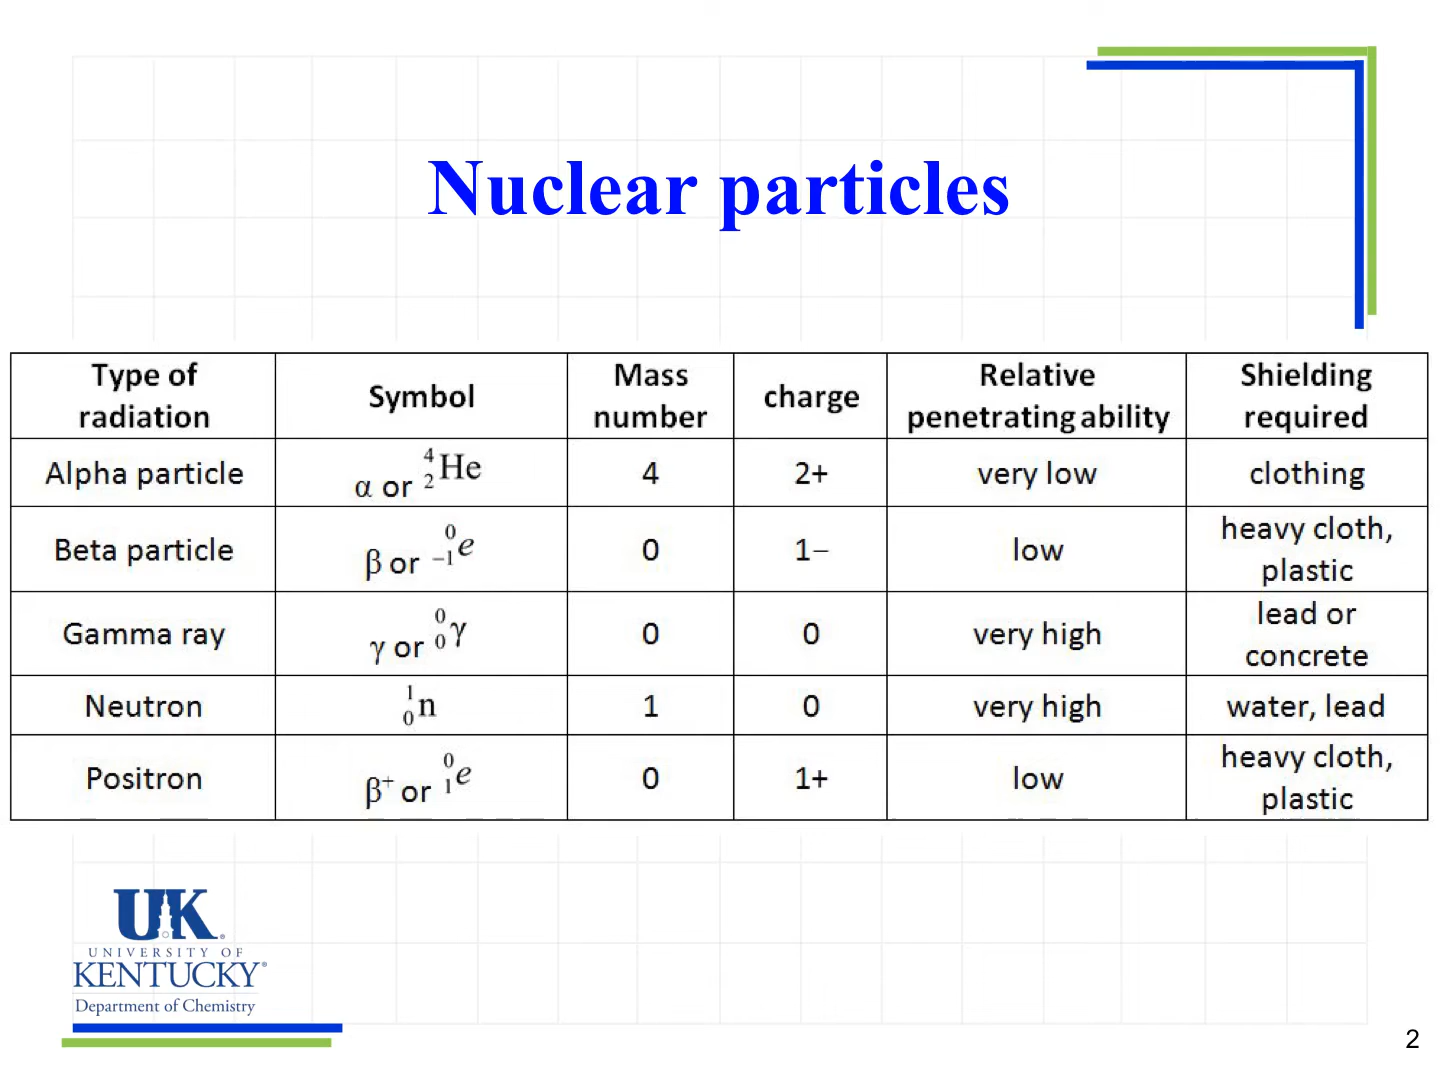 Nuclear particles
Type of radiation | Symbol | Mass number | charge | Relative penetrating ability | Shielding required
Alpha particle | α or ⁴₂He | 4 | 2+ | very low | clothing
Beta particle | β or ⁰₋₁e | 0 | 1− | low | heavy cloth, plastic
Gamma ray | γ or ⁰₀γ | 0 | 0 | very high | lead or concrete
Neutron | ¹₀n | 1 | 0 | very high | water, lead
Positron | β⁺ or ⁰₁e | 0 | 1+ | low | heavy cloth, plastic
UK®
UNIVERSITY OF
KENTUCKY®
Department of Chemistry
2